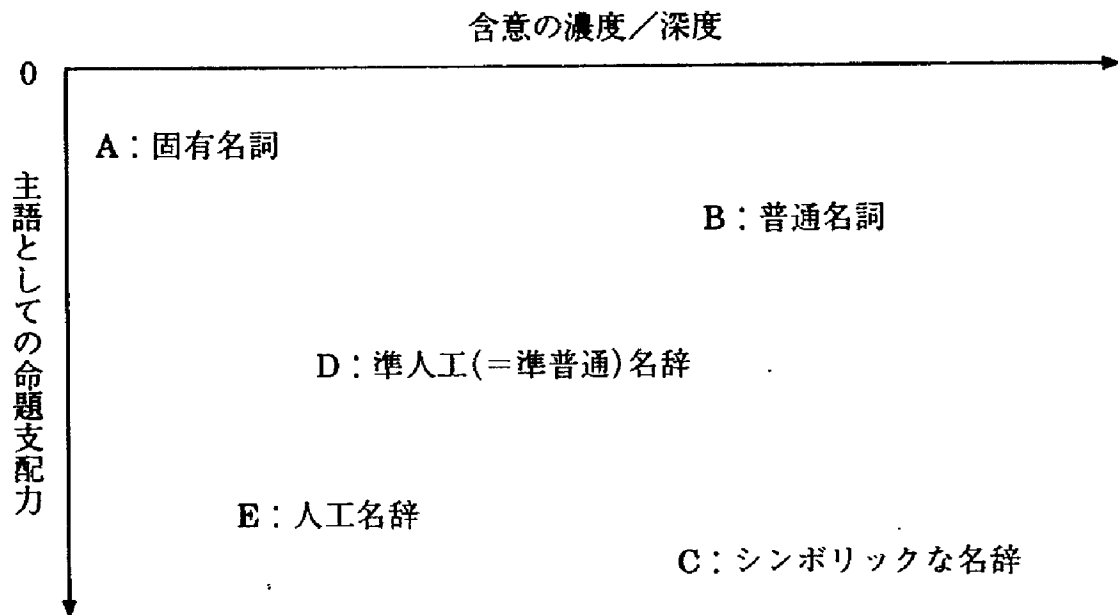 含意の濃度／深度
0
A：固有名詞
主語としての命題支配力
B：普通名詞
D：準人工(＝準普通)名辞
E：人工名辞
C：シンボリックな名辞